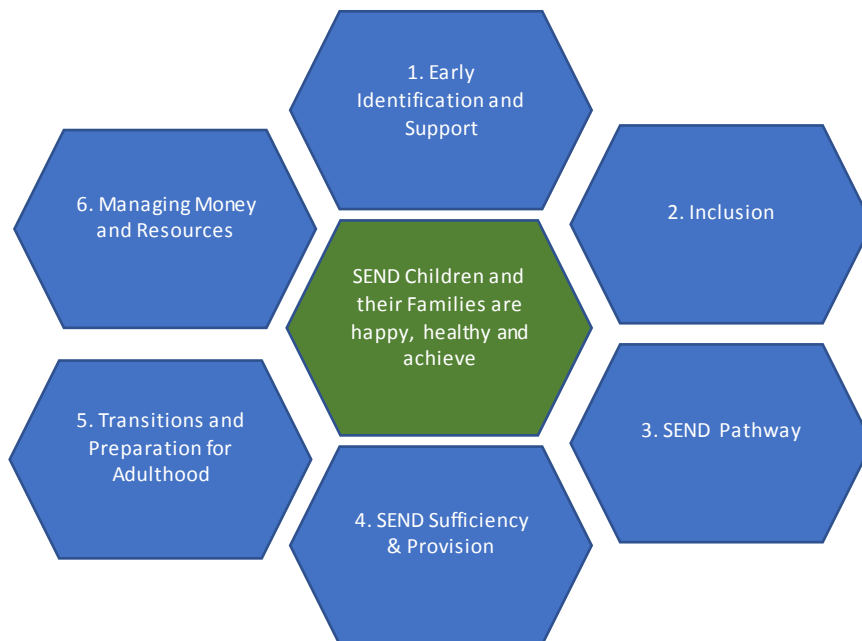 1. Early
Identification and
Support
2. Inclusion
3. SEND Pathway
4. SEND Sufficiency
& Provision
5. Transitions and
Preparation for
Adulthood
6. Managing Money
and Resources
SEND Children and
their Families are
happy, healthy and
achieve